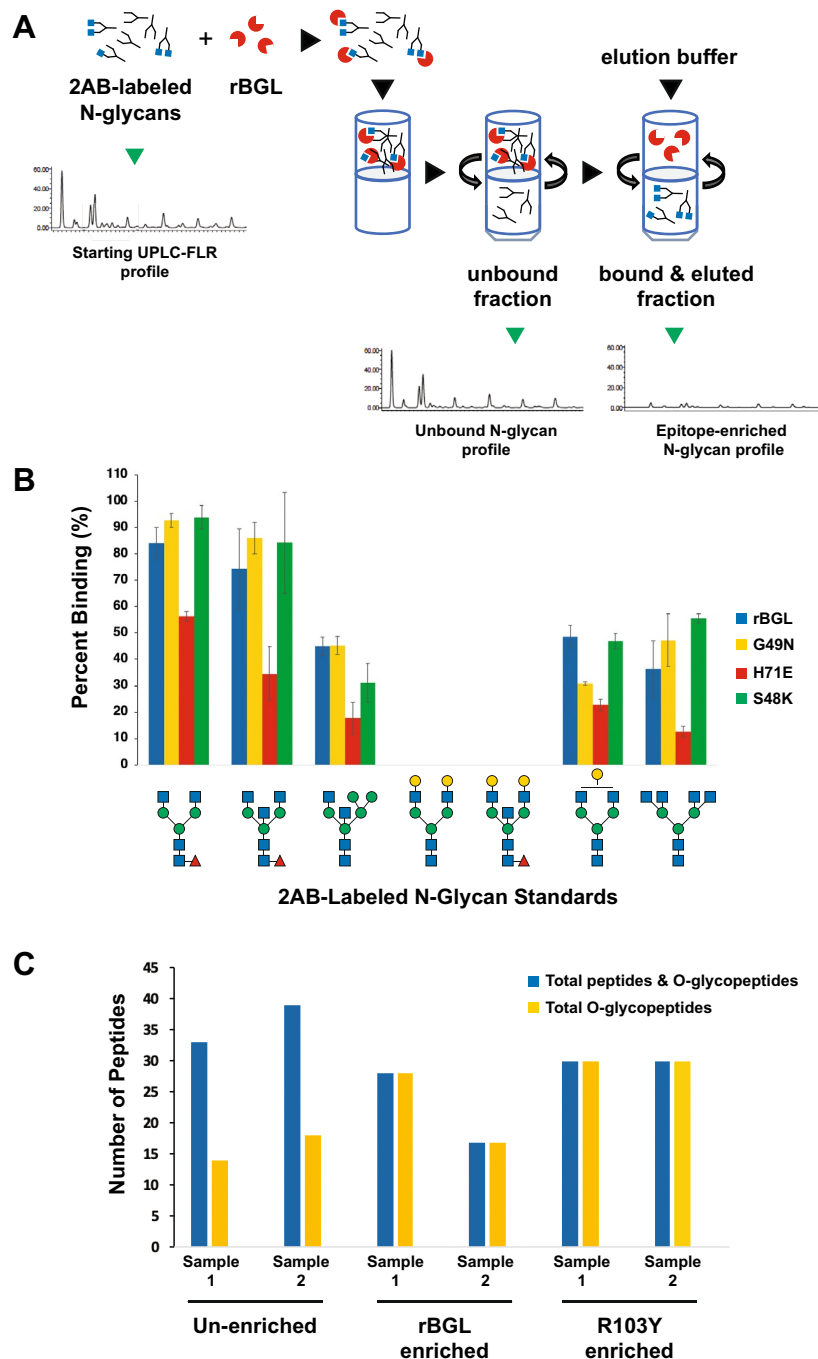 A
2AB-labeled
N-glycans
+
rBGL
elution buffer
60.00
40.00
20.00
0.00
Starting UPLC-FLR
profile
unbound
fraction
bound & eluted
fraction
60.00
40.00
20.00
0.00
Unbound N-glycan
profile
60.00
40.00
20.00
0.00
Epitope-enriched
N-glycan profile
B
Percent Binding (%)
110
100
90
80
70
60
50
40
30
20
10
0
rBGL
G49N
H71E
S48K
2AB-Labeled N-Glycan Standards
C
Number of Peptides
45
40
35
30
25
20
15
10
5
0
Total peptides & O-glycopeptides
Total O-glycopeptides
Sample
1
Sample
2
Sample
1
Sample
2
Sample
1
Sample
2
Un-enriched
rBGL
enriched
R103Y
enriched